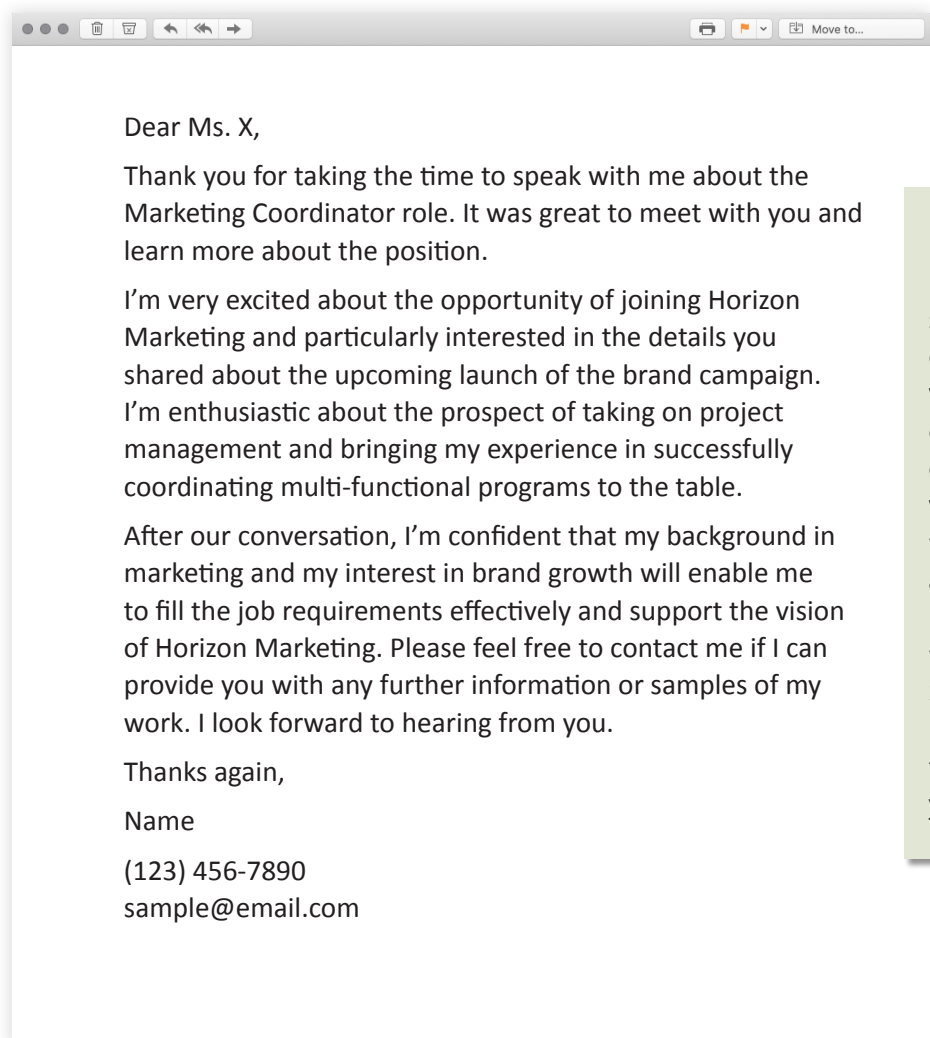 Move to...
Dear Ms. X,
Thank you for taking the time to speak with me about the
Marketing Coordinator role. It was great to meet with you and
learn more about the position.
I’m very excited about the opportunity of joining Horizon
Marketing and particularly interested in the details you
shared about the upcoming launch of the brand campaign.
I’m enthusiastic about the prospect of taking on project
management and bringing my experience in successfully
coordinating multi-functional programs to the table.
After our conversation, I’m confident that my background in
marketing and my interest in brand growth will enable me
to fill the job requirements effectively and support the vision
of Horizon Marketing. Please feel free to contact me if I can
provide you with any further information or samples of my
work. I look forward to hearing from you.
Thanks again,
Name
(123) 456-7890
sample@email.com